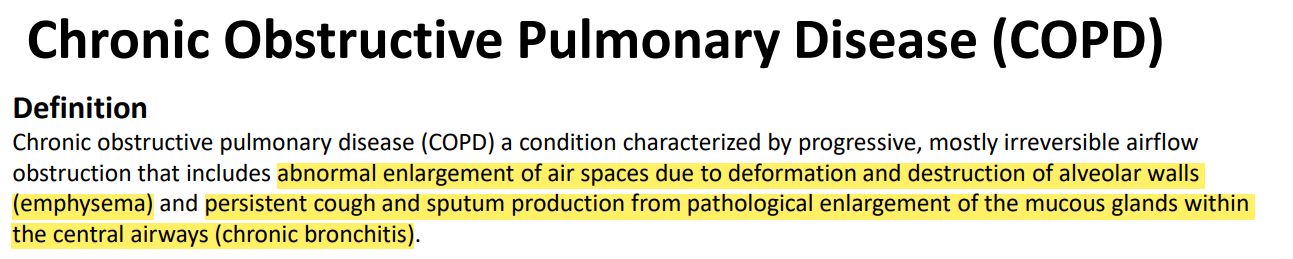 Chronic Obstructive Pulmonary Disease (COPD)
Definition
Chronic obstructive pulmonary disease (COPD) a condition characterized by progressive, mostly irreversible airflow
obstruction that includes abnormal enlargement of air spaces due to deformation and destruction of alveolar walls
(emphysema) and persistent cough and sputum production from pathological enlargement of the mucous glands within
the central airways (chronic bronchitis).